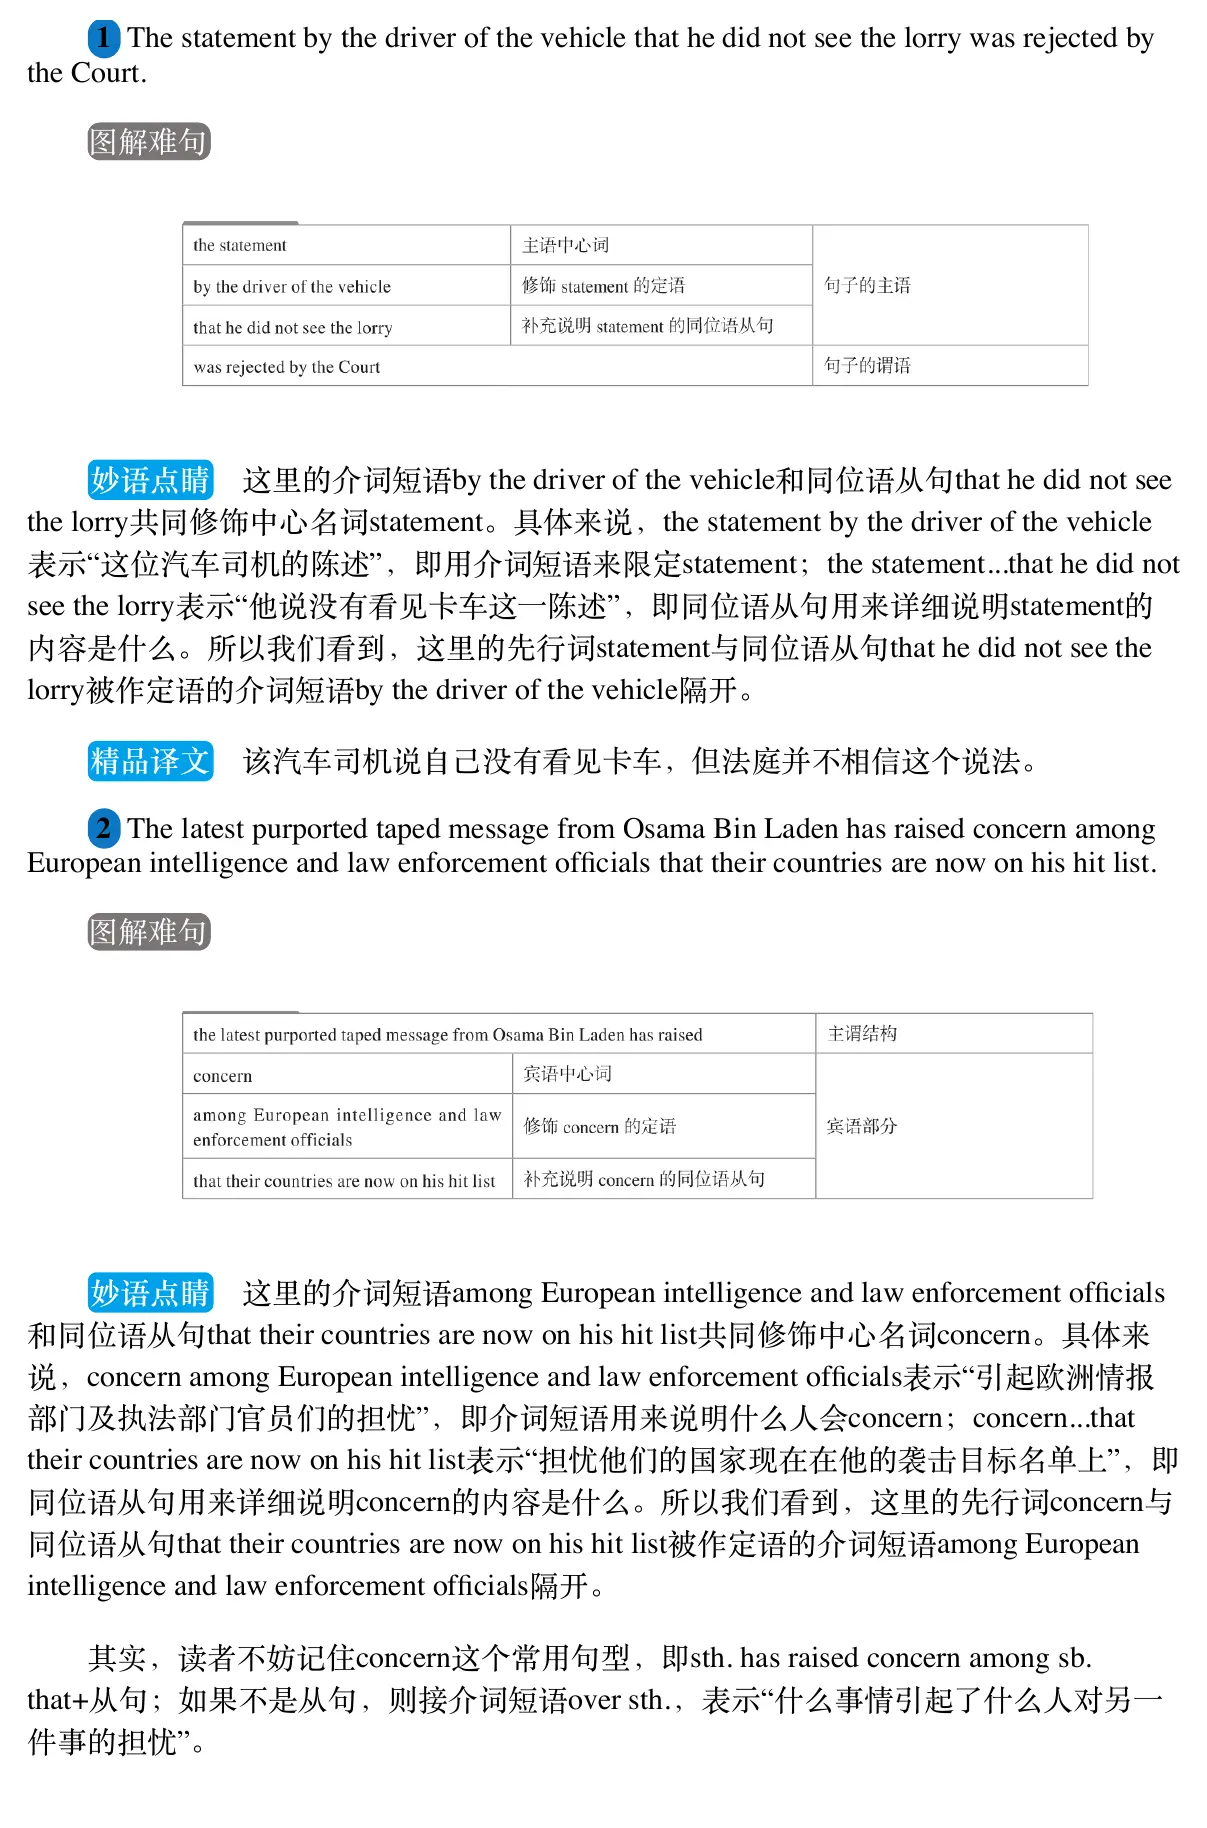 1 The statement by the driver of the vehicle that he did not see the lorry was rejected by
the Court.
图解难句
the statement 主语中心词
by the driver of the vehicle 修饰 statement 的定语 句子的主语
that he did not see the lorry 补充说明 statement 的同位语从句
was rejected by the Court 句子的谓语
妙语点睛 这里的介词短语by the driver of the vehicle和同位语从句that he did not see
the lorry共同修饰中心名词statement。具体来说，the statement by the driver of the vehicle
表示“这位汽车司机的陈述”，即用介词短语来限定statement；the statement...that he did not
see the lorry表示“他说没有看见卡车这一陈述”，即同位语从句用来详细说明statement的
内容是什么。所以我们看到，这里的先行词statement与同位语从句that he did not see the
lorry被作定语的介词短语by the driver of the vehicle隔开。
精品译文 该汽车司机说自己没有看见卡车，但法庭并不相信这个说法。
2 The latest purported taped message from Osama Bin Laden has raised concern among
European intelligence and law enforcement officials that their countries are now on his hit list.
图解难句
the latest purported taped message from Osama Bin Laden has raised 主谓结构
concern 宾语中心词
among European intelligence and law
enforcement officials 修饰 concern 的定语 宾语部分
that their countries are now on his hit list 补充说明 concern 的同位语从句
妙语点睛 这里的介词短语among European intelligence and law enforcement officials
和同位语从句that their countries are now on his hit list共同修饰中心名词concern。具体来
说，concern among European intelligence and law enforcement officials表示“引起欧洲情报
部门及执法部门官员们的担忧”，即介词短语用来说明什么人会concern；concern...that
their countries are now on his hit list表示“担忧他们的国家现在在他的袭击目标名单上”，即
同位语从句用来详细说明concern的内容是什么。所以我们看到，这里的先行词concern与
同位语从句that their countries are now on his hit list被作定语的介词短语among European
intelligence and law enforcement officials隔开。
其实，读者不妨记住concern这个常用句型，即sth. has raised concern among sb.
that+从句；如果不是从句，则接介词短语over sth.，表示“什么事情引起了什么人对另一
件事的担忧”。